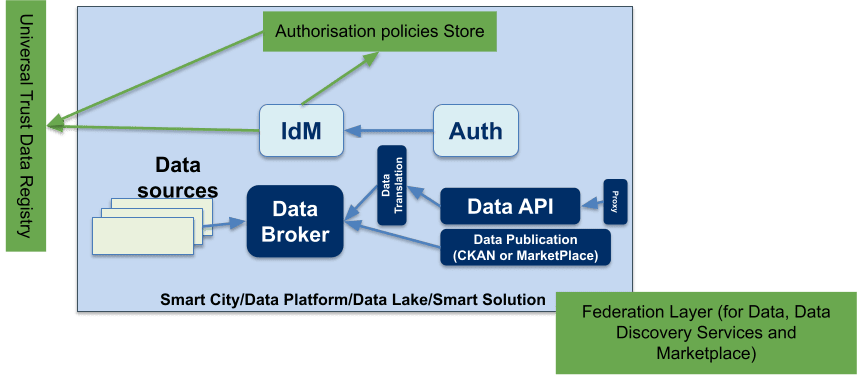 Universal Trust Data Registry
Authorisation policies Store
IdM
Auth
Data
sources
Data
Translation
Data
Broker
Data API
Proxy
Data Publication
(CKAN or MarketPlace)
Smart City/Data Platform/Data Lake/Smart Solution
Federation Layer (for Data, Data
Discovery Services and
Marketplace)